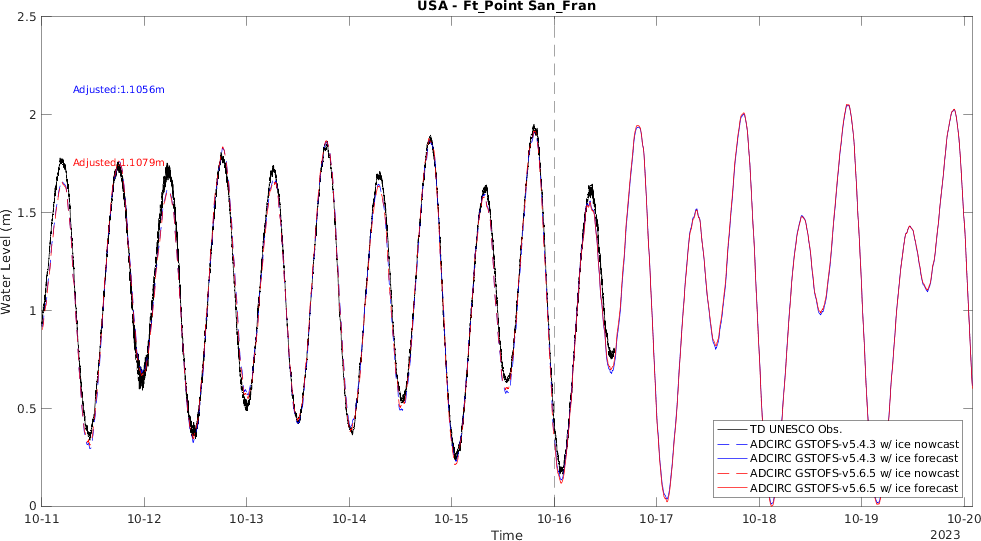 USA - Ft_Point San_Fran
2.5
2
1.5
1
0.5
0
Water Level (m)
Adjusted:1.1056m
Adjusted:1.1079m
TD UNESCO Obs.
ADCIRC GSTOFS-v5.4.3 w/ ice nowcast
ADCIRC GSTOFS-v5.4.3 w/ ice forecast
ADCIRC GSTOFS-v5.6.5 w/ ice nowcast
ADCIRC GSTOFS-v5.6.5 w/ ice forecast
10-11 10-12 10-13 10-14 10-15 10-16 10-17 10-18 10-19 10-20
Time
2023